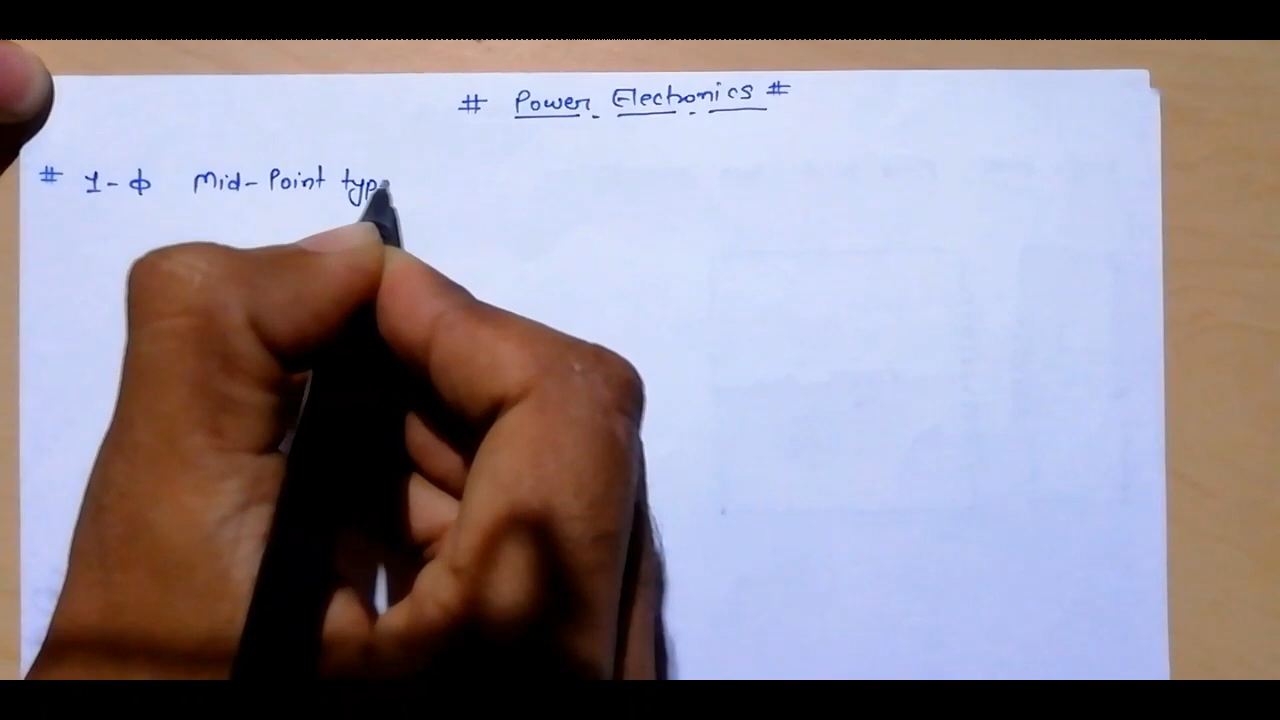 # Power Electronics #
# 1-ϕ Mid-Point typ